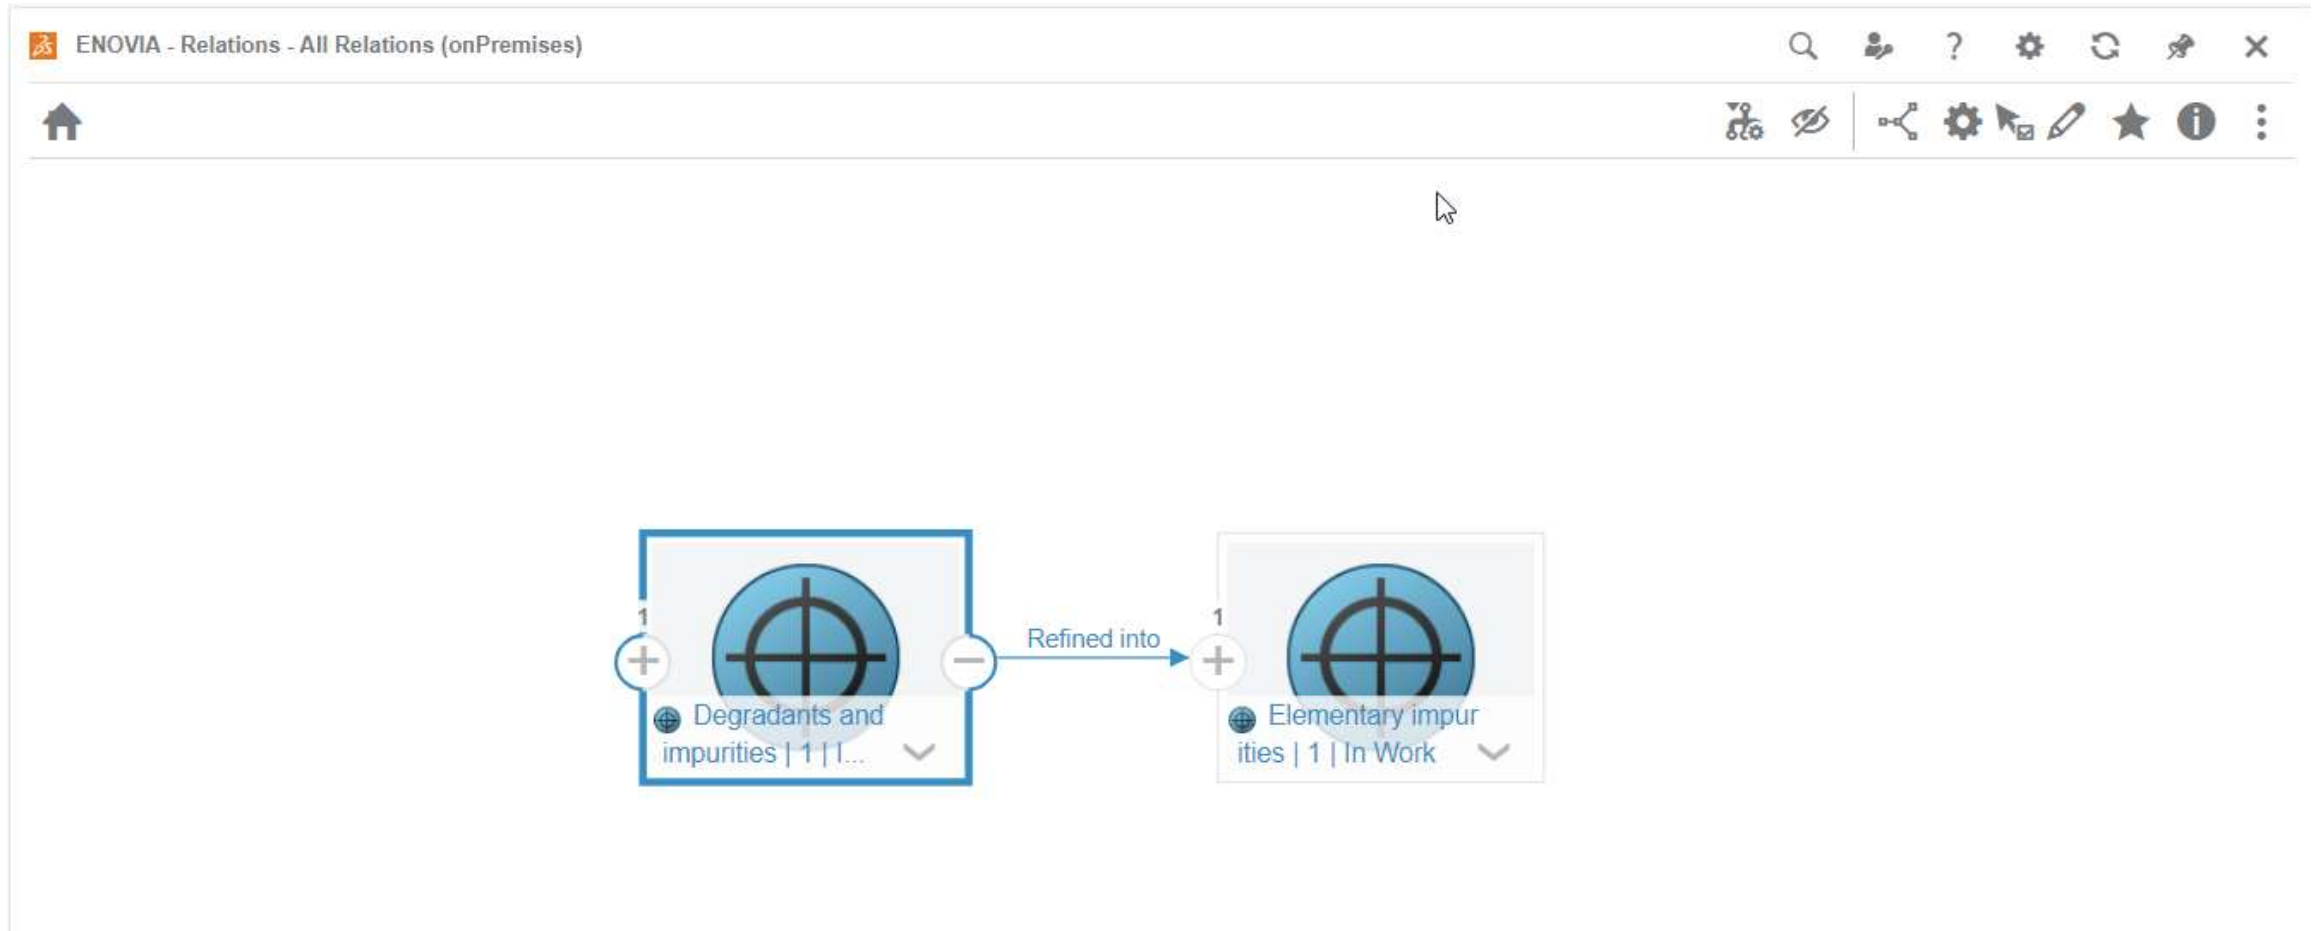 ENOVIA - Relations - All Relations (onPremises)
?
1
Refined into
1
Degradants and
impurities | 1 | I...
Elementary impur
ities | 1 | In Work